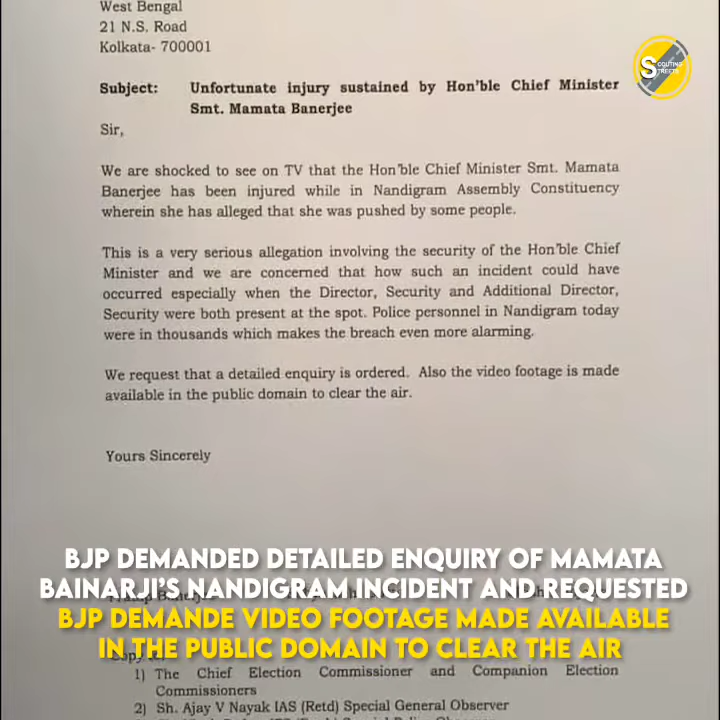 West Bengal
21 N.S. Road
Kolkata- 700001
SCOUTING
STREETS
Subject: Unfortunate injury sustained by Hon'ble Chief Minister
Smt. Mamata Banerjee
Sir,
We are shocked to see on TV that the Hon'ble Chief Minister Smt. Mamata
Banerjee has been injured while in Nandigram Assembly Constituency
wherein she has alleged that she was pushed by some people.
This is a very serious allegation involving the security of the Hon'ble Chief
Minister and we are concerned that how such an incident could have
occurred especially when the Director, Security and Additional Director,
Security were both present at the spot. Police personnel in Nandigram today
were in thousands which makes the breach even more alarming.
We request that a detailed enquiry is ordered. Also the video footage is made
available in the public domain to clear the air.
Yours Sincerely
BJP DEMANDED DETAILED ENQUIRY OF MAMATA
BAINARJI'S NANDIGRAM INCIDENT AND REQUESTED
BJP DEMANDE VIDEO FOOTAGE MADE AVAILABLE
IN THE PUBLIC DOMAIN TO CLEAR THE AIR
1) The Chief Election Commissioner and Companion Election
Commissioners
2) Sh. Ajay V Nayak IAS (Retd) Special General Observer